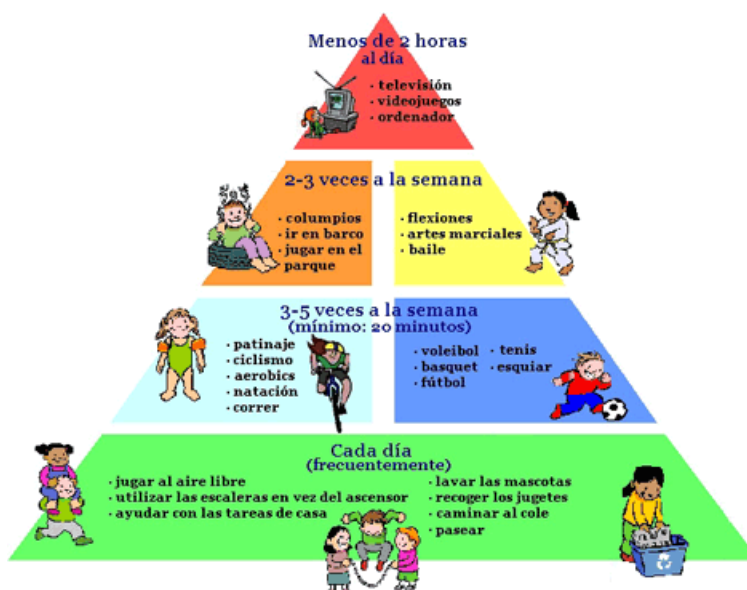 Menos de 2 horas
al día
· televisión
· videojuegos
· ordenador
2-3 veces a la semana
· columpios
· ir en barco
· jugar en el
parque
· flexiones
· artes marciales
· baile
3-5 veces a la semana
(mínimo: 20 minutos)
· patinaje
· ciclismo
· aerobics
· natación
· correr
· voleibol · tenis
· basquet · esquiar
· fútbol
Cada día
(frecuentemente)
· jugar al aire libre
· utilizar las escaleras en vez del ascensor
· ayudar con las tareas de casa
· lavar las mascotas
· recoger los jugetes
· caminar al cole
· pasear